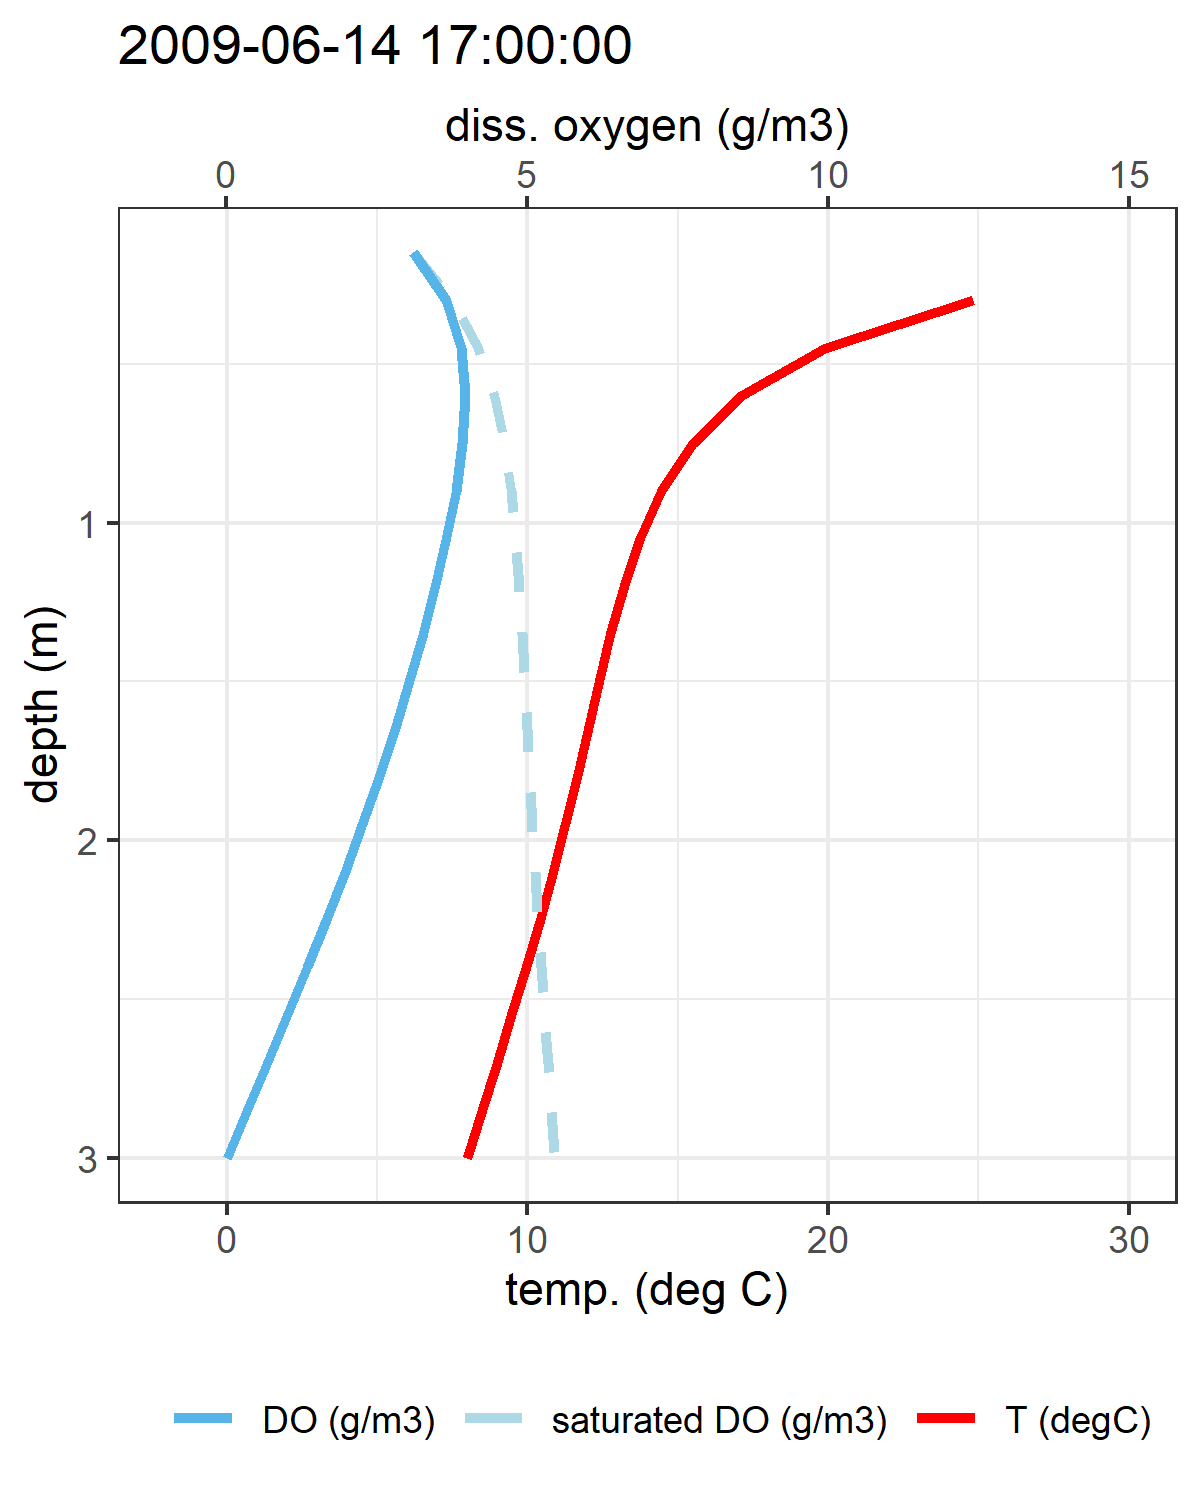 2009-06-14 17:00:00
diss. oxygen (g/m3)
0 5 10 15
depth (m)
1
2
3
0 10 20 30
temp. (deg C)
DO (g/m3) saturated DO (g/m3) T (degC)